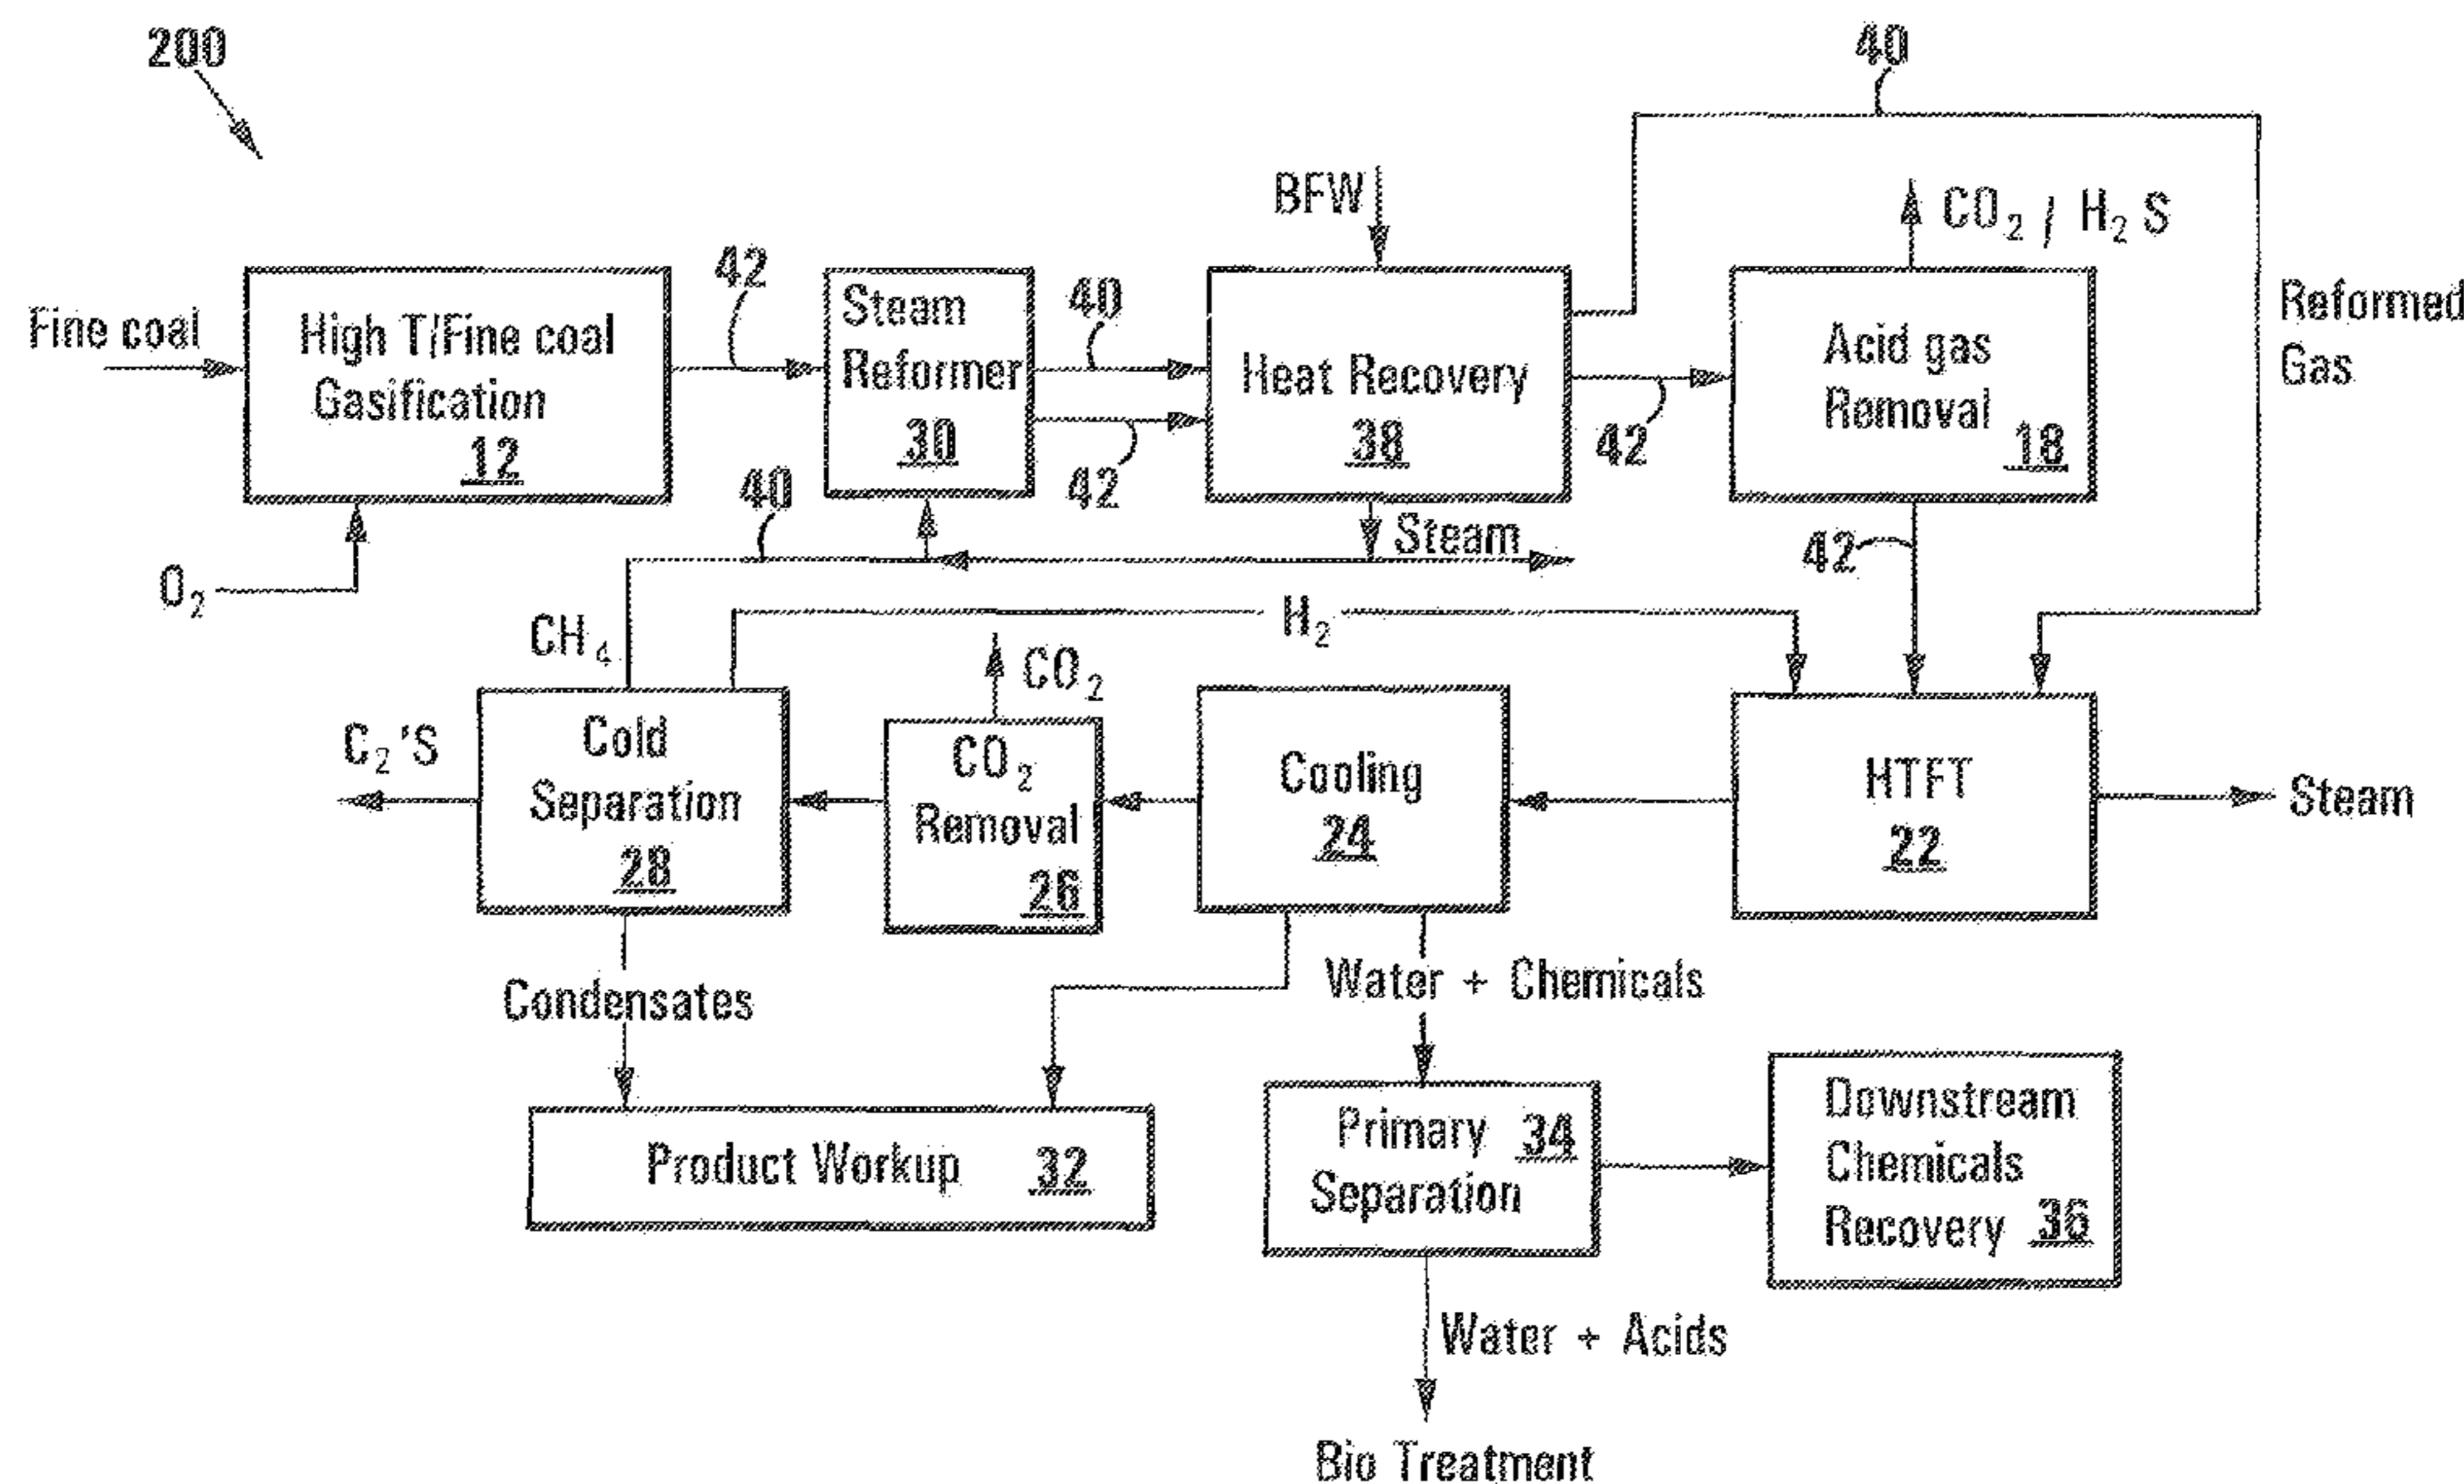 200
40
BFW
CO₂ / H₂ S
42
40
Fine coal
High T/Fine coal
Gasification
12
Steam
Reformer
30
Heat Recovery
38
Acid gas
Removal
18
Reformed
Gas
42
42
40
Steam
42
O₂
CH₄
H₂
CO₂
C₂'S
Cold
Separation
28
CO₂
Removal
26
Cooling
24
HTFT
22
Steam
Condensates
Water + Chemicals
Product Workup 32
Primary 34
Separation
Downstream
Chemicals
Recovery 36
Water + Acids
Bio Treatment